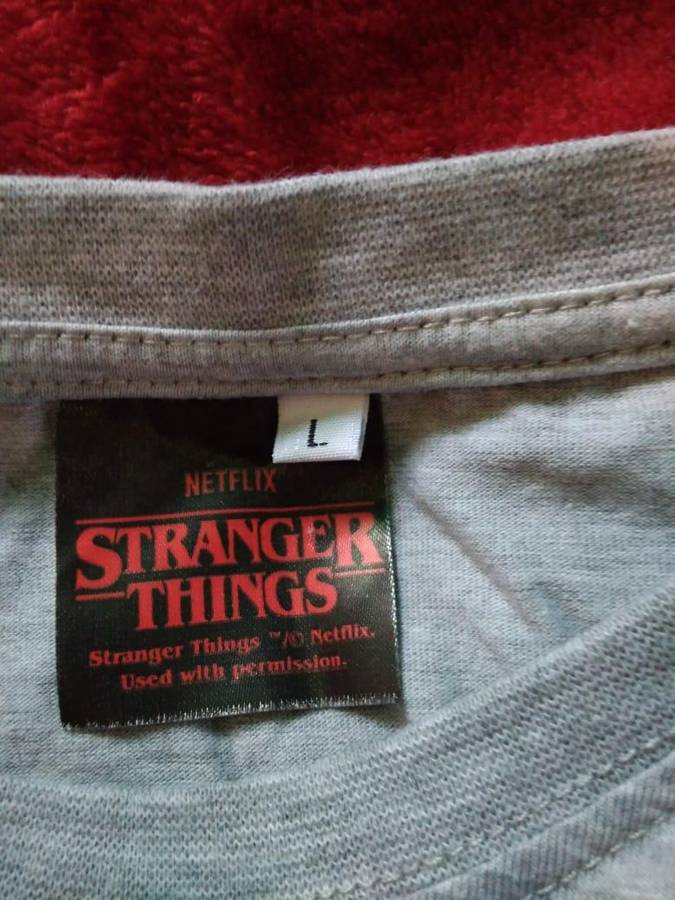 L
NETFLIX
STRANGER
THINGS
Stranger Things ™/© Netflix.
Used with permission.